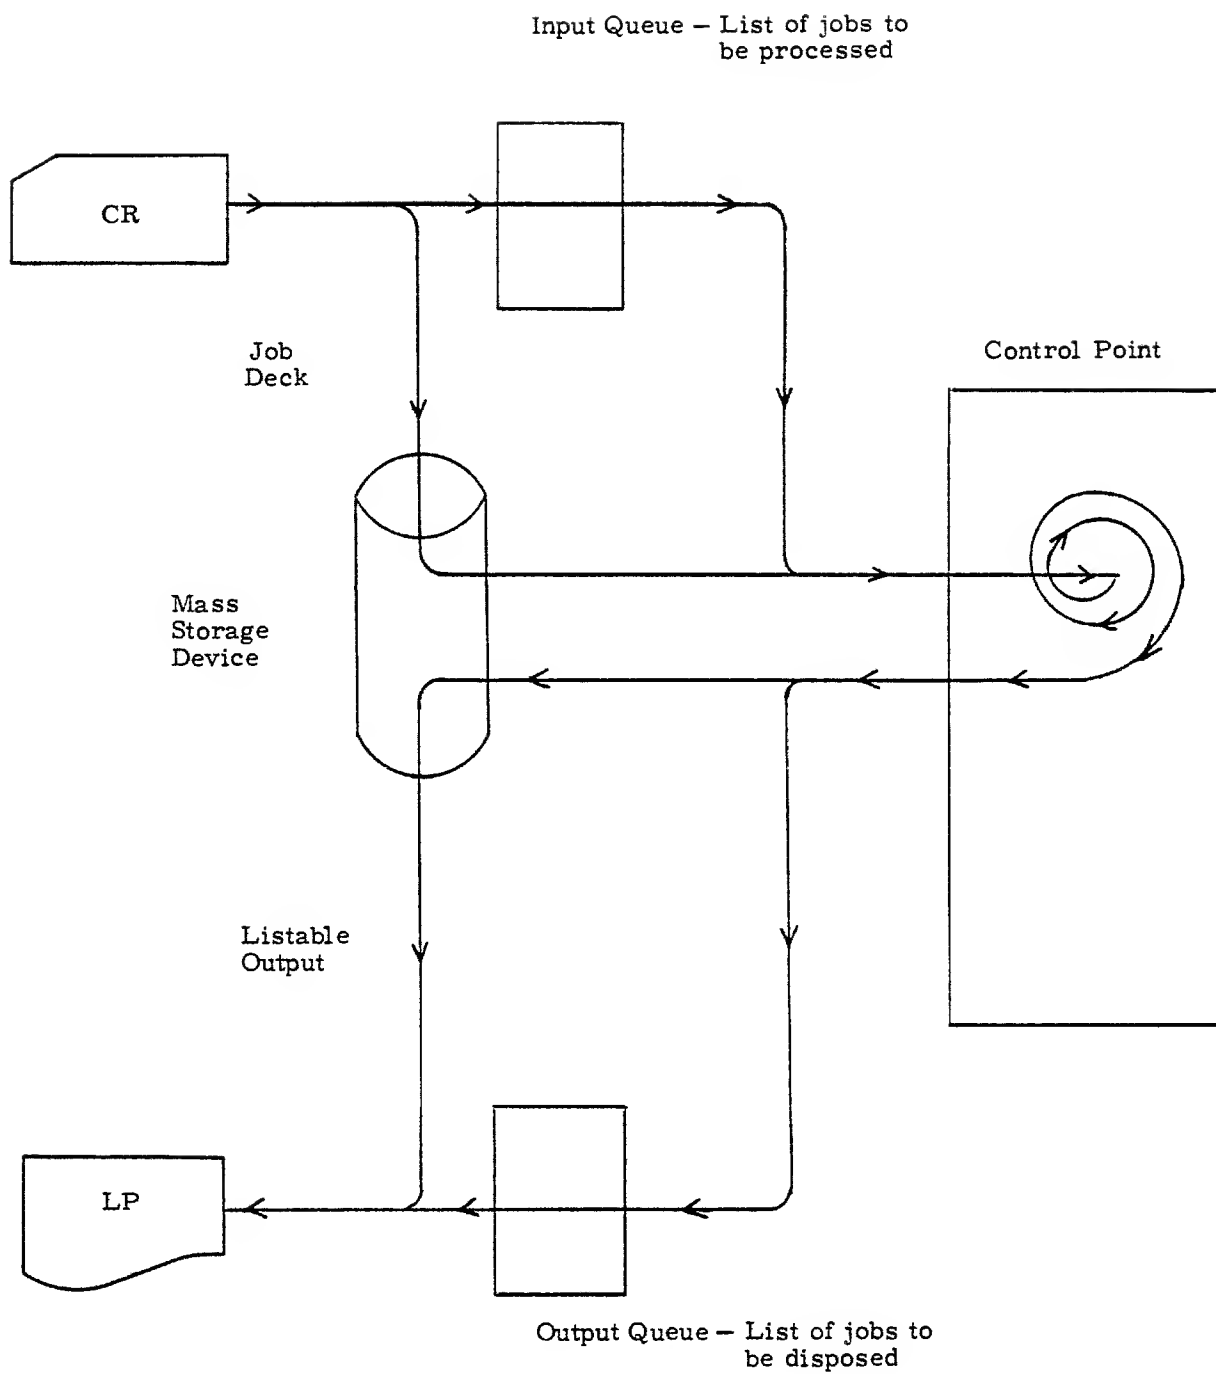 Input Queue — List of jobs to
be processed
CR
Job
Deck
Control Point
Mass
Storage
Device
Listable
Output
LP
Output Queue — List of jobs to
be disposed